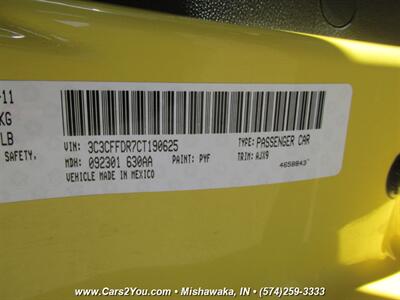 -11
KG
LB
SAFETY.
VIN: 3C3CFFDR7CT190625
TYPE: PASSENGER CAR
MDH: 092301 630AA
PAINT: PYF
TRIM: AJX9
VEHICLE MADE IN MEXICO
4658843
www.Cars2You.com - Mishawaka, IN - (574)259-3333